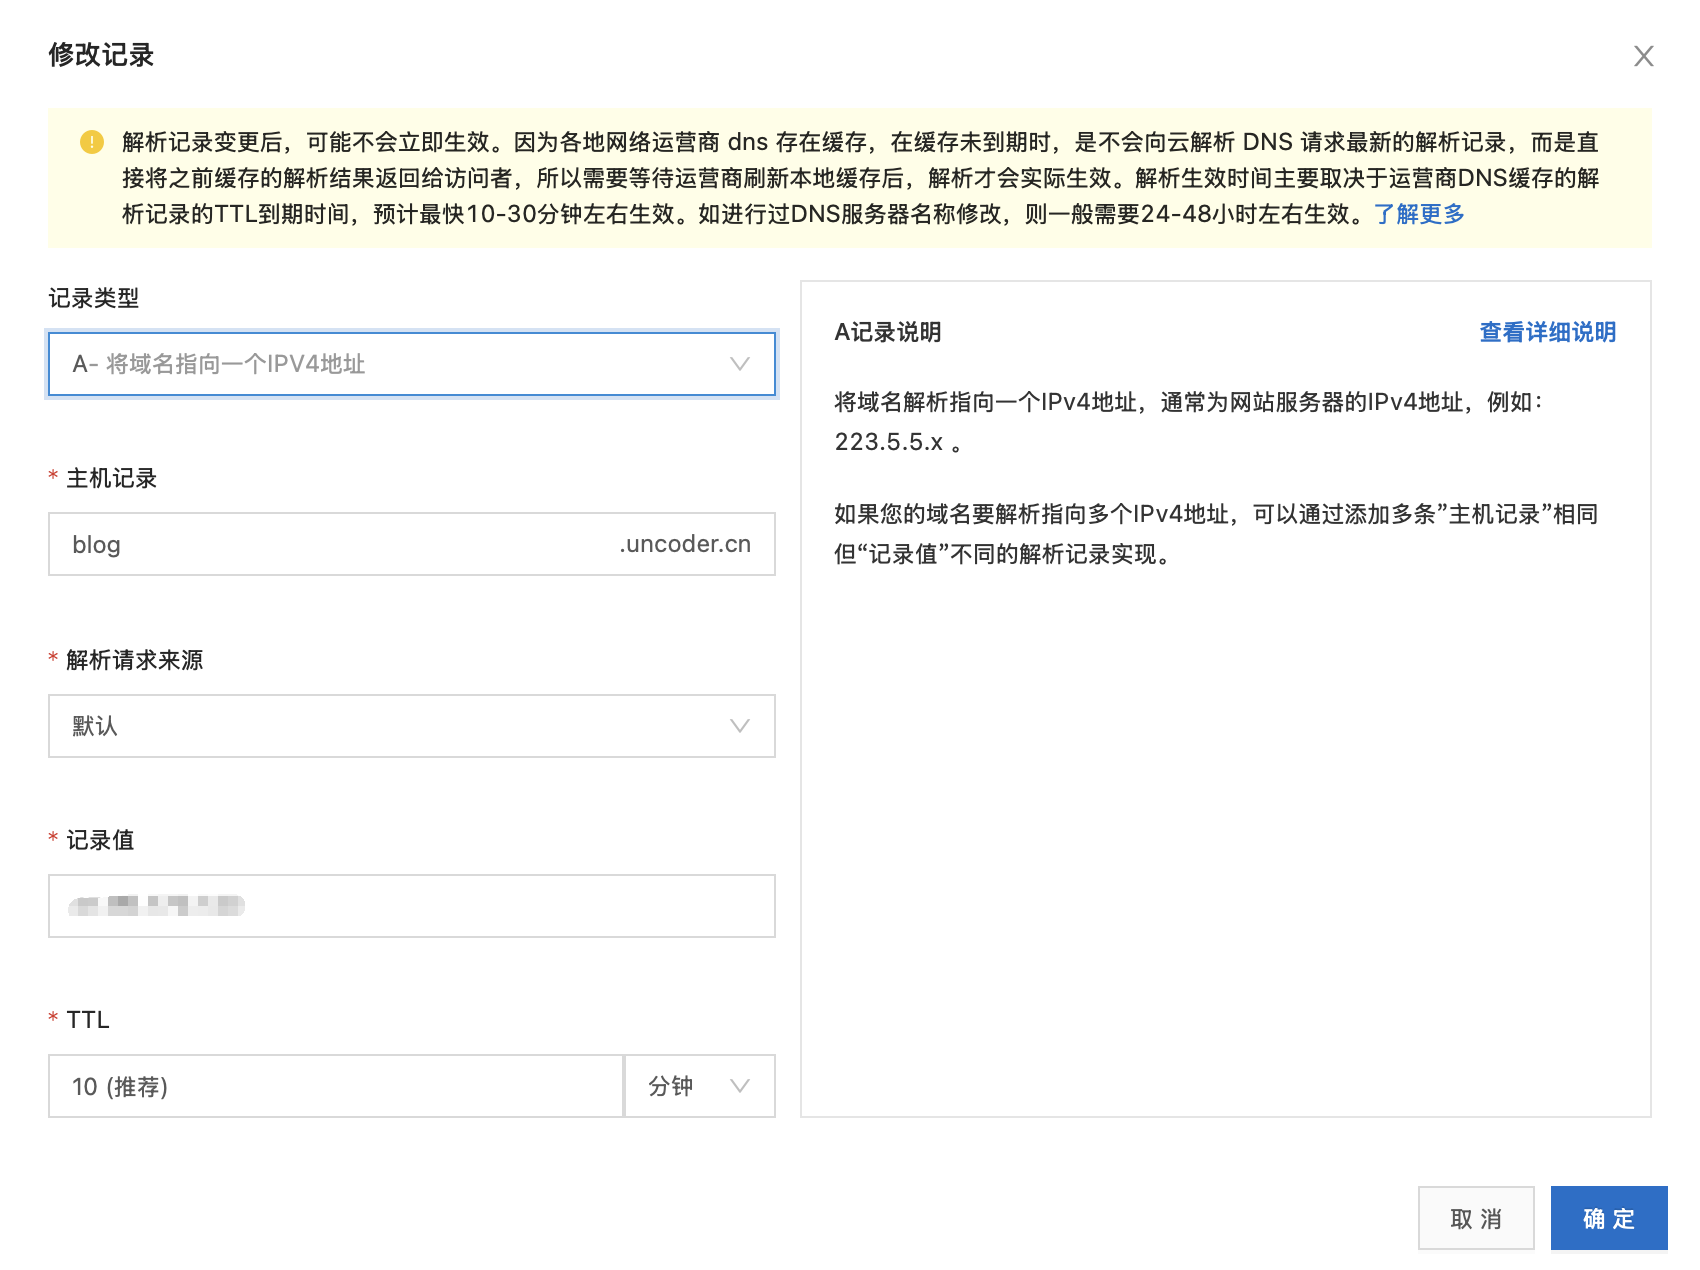 修改记录
解析记录变更后，可能不会立即生效。因为各地网络运营商 dns 存在缓存，在缓存未到期时，是不会向云解析 DNS 请求最新的解析记录，而是直
接将之前缓存的解析结果返回给访问者，所以需要等待运营商刷新本地缓存后，解析才会实际生效。解析生效时间主要取决于运营商DNS缓存的解
析记录的TTL到期时间，预计最快10-30分钟左右生效。如进行过DNS服务器名称修改，则一般需要24-48小时左右生效。了解更多
记录类型
A- 将域名指向一个IPV4地址
* 主机记录
blog .uncoder.cn
* 解析请求来源
默认
* 记录值
* TTL
10 (推荐) 分钟
A记录说明 查看详细说明
将域名解析指向一个IPv4地址，通常为网站服务器的IPv4地址，例如：
223.5.5.x 。
如果您的域名要解析指向多个IPv4地址，可以通过添加多条”主机记录”相同
但“记录值”不同的解析记录实现。
取 消 确 定